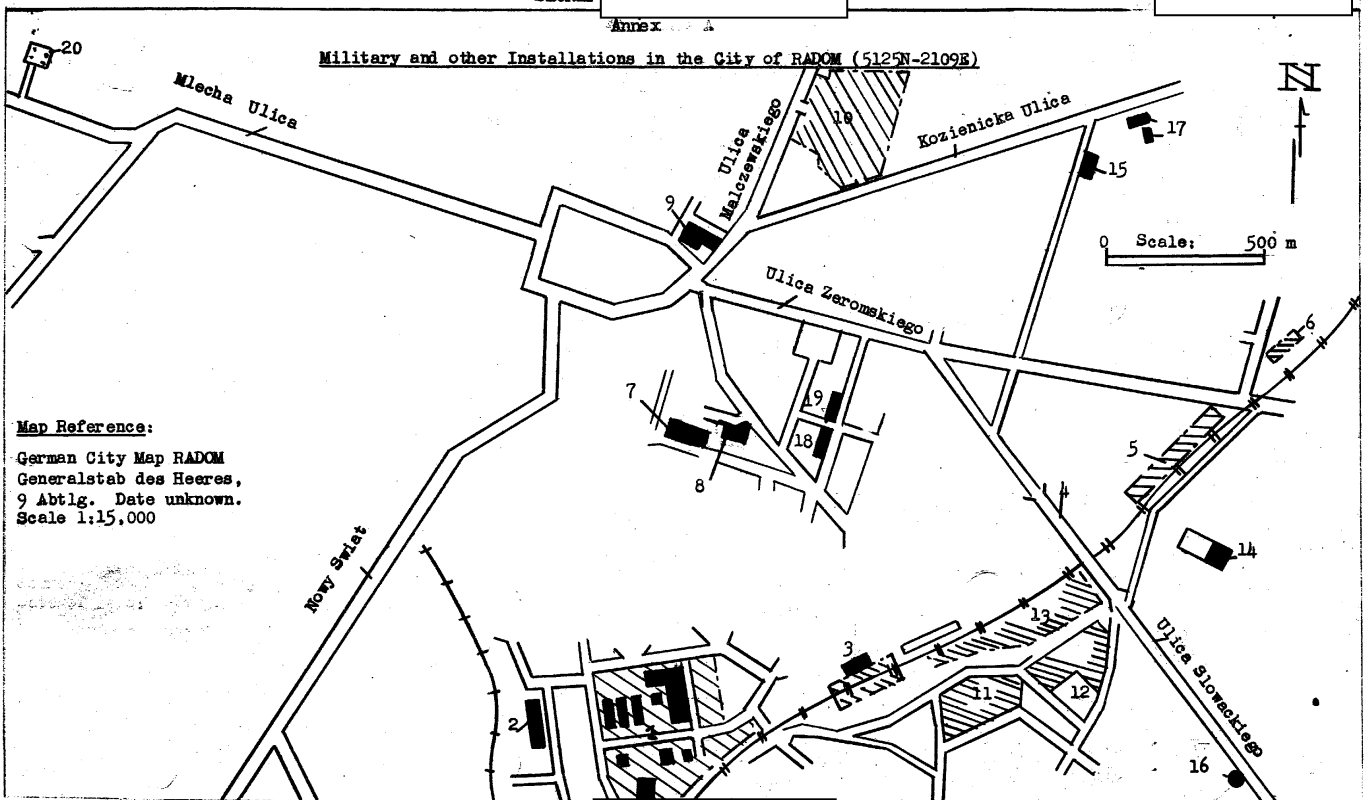 Annex A
Military and other Installations in the City of RADOM (5125N-2109E)
N
20
Mlecha Ulica
Ulica
Malczewskiego
10
Kozienicka Ulica
17
15
9
0 Scale: 500 m
Ulica Zeromskiego
6
7
19
18
8
5
4
14
Map Reference:
German City Map RADOM
Generalstab des Heeres,
9 Abtlg. Date unknown.
Scale 1:15,000
Nowy Swiat
13
3
11
12
Ulica Slowackiego
2
1
16